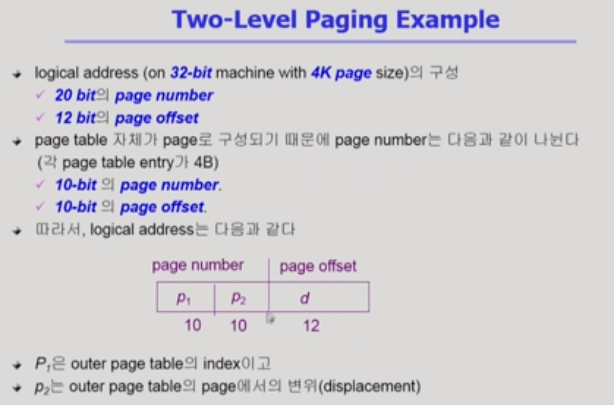 Two-Level Paging Example
logical address (on 32-bit machine with 4K page size)의 구성
20 bit의 page number
12 bit의 page offset
page table 자체가 page로 구성되기 때문에 page number는 다음과 같이 나뉜다
(각 page table entry가 4B)
10-bit 의 page number.
10-bit 의 page offset.
따라서, logical address는 다음과 같다
page number page offset
p1 p2 d
10 10 12
P1은 outer page table의 index이고
p2는 outer page table의 page에서의 변위(displacement)